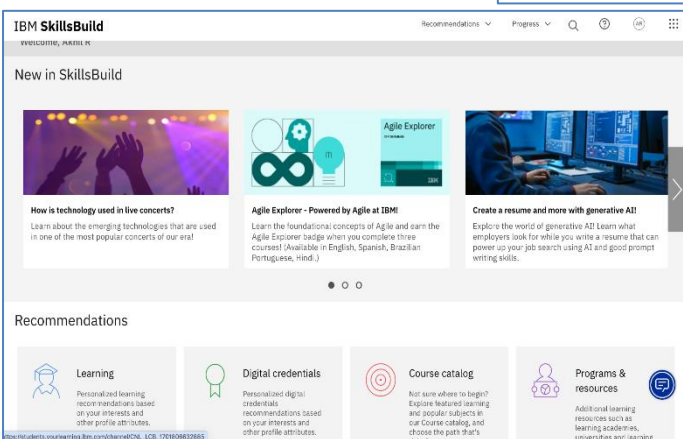 IBM SkillsBuild
Recommendations
Progress
AR
Welcome, Akhil R
New in SkillsBuild
Agile Explorer
IBM
How is technology used in live concerts?
Learn about the emerging technologies that are used
in one of the most popular concerts of our era!
Agile Explorer - Powered by Agile at IBM!
Learn the foundational concepts of Agile and earn the
Agile Explorer badge when you complete three
courses! (Available in English, Spanish, Brazilian
Portuguese, Hindi.)
Create a resume and more with generative AI!
Explore the world of generative AI! Learn what
employers look for while you write a resume that can
power up your job search using AI and good prompt
writing skills.
Recommendations
Learning
Personalized learning
recommendations based
on your interests and
other profile attributes.
Digital credentials
Personalized digital
credentials
recommendations based
on your interests and
other profile attributes.
Course catalog
Not sure where to begin?
Explore featured learning
and popular subjects in
our Course catalog, and
choose the path that's
Programs &
resources
Additional learning
resources such as
learning academies,
universities and learning